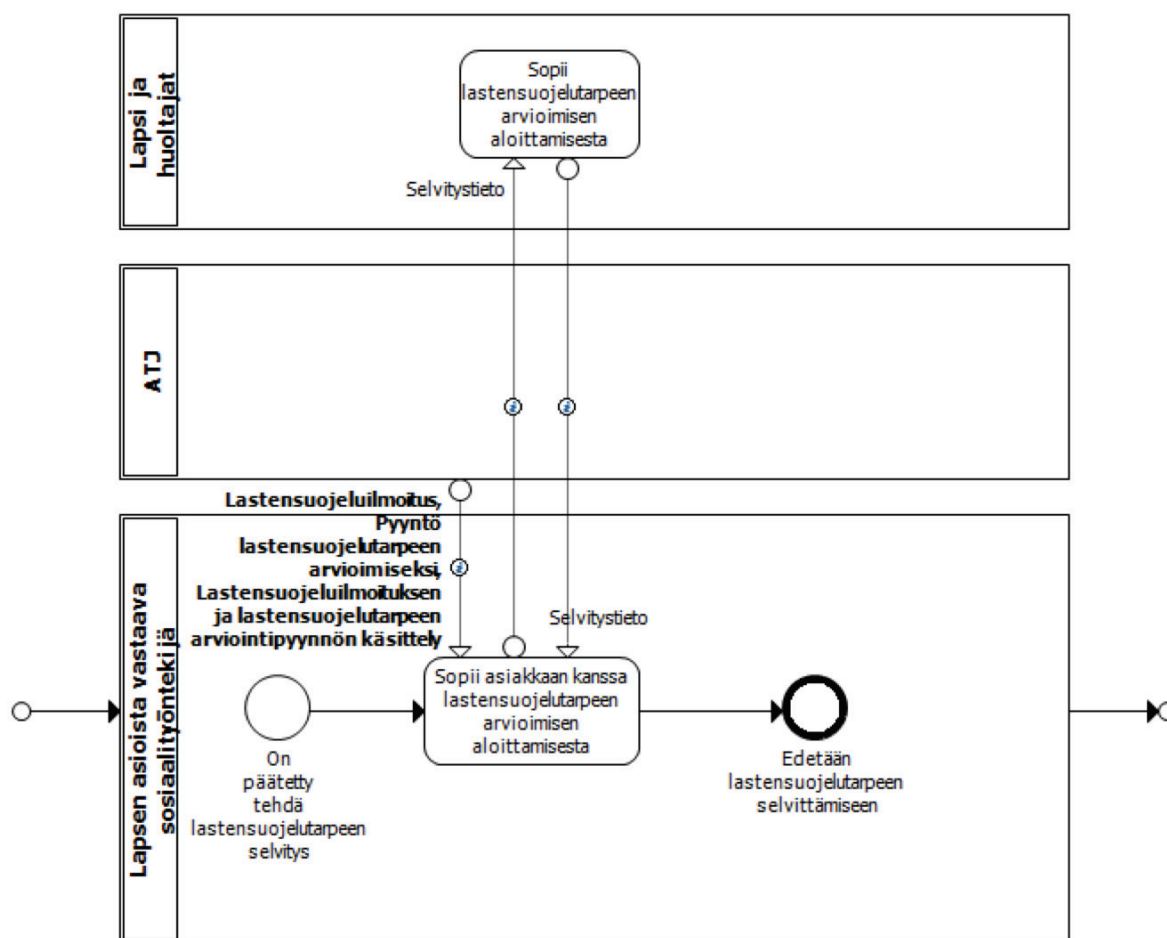 Lapsi ja
huoltajat
Sopii
lastensuojelutarpeen
arvioimisen
aloittamisesta
Selvitystieto
ATJ
Lastensuojeluilmoitus,
Pyyntö
lastensuojelutarpeen
arvioimiseksi,
Lastensuojeluilmoituksen
ja lastensuojelutarpeen
arviointipyynnön käsittely
Selvitystieto
Lapsen asioista vastaava
sosiaalityöntekijä
Sopii asiakkaan kanssa
lastensuojelutarpeen
arvioimisen
aloittamisesta
On
päätetty
tehdä
lastensuojelutarpeen
selvitys
Edetään
lastensuojelutarpeen
selvittämiseen